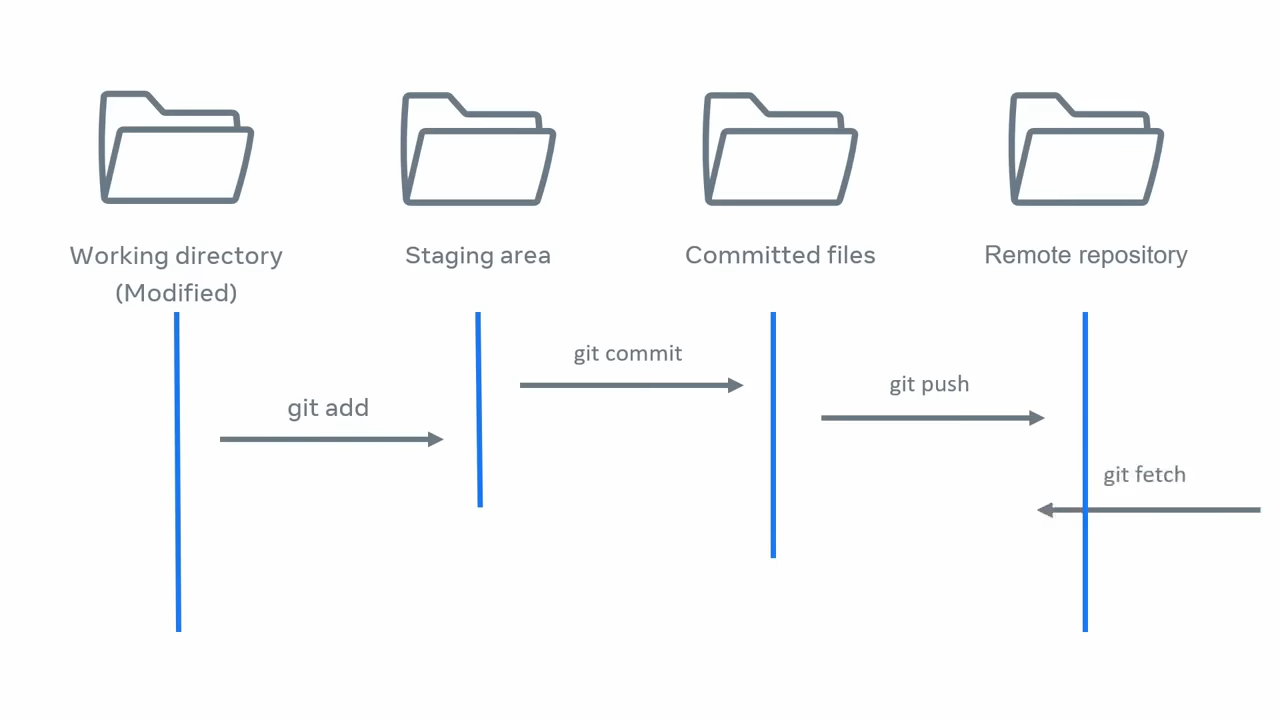 Working directory
(Modified)
Staging area
Committed files
Remote repository
git commit
git push
git add
git fetch